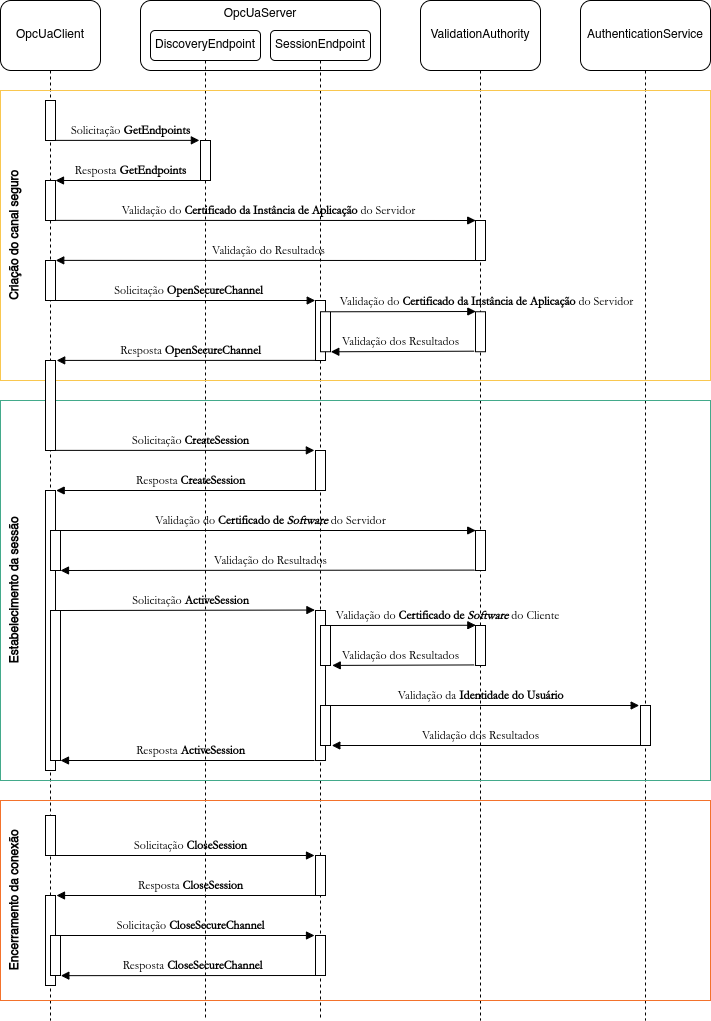 OpcUaClient
OpcUaServer
DiscoveryEndpoint
SessionEndpoint
ValidationAuthority
AuthenticationService
Criação do canal seguro
Solicitação GetEndpoints
Resposta GetEndpoints
Validação do Certificado da Instância de Aplicação do Servidor
Validação do Resultados
Solicitação OpenSecureChannel
Validação do Certificado da Instância de Aplicação do Servidor
Validação dos Resultados
Resposta OpenSecureChannel
Estabelecimento da sessão
Solicitação CreateSession
Resposta CreateSession
Validação do Certificado de Software do Servidor
Validação do Resultados
Solicitação ActiveSession
Validação do Certificado de Software do Cliente
Validação dos Resultados
Validação da Identidade do Usuário
Validação dos Resultados
Resposta ActiveSession
Encerramento da conexão
Solicitação CloseSession
Resposta CloseSession
Solicitação CloseSecureChannel
Resposta CloseSecureChannel